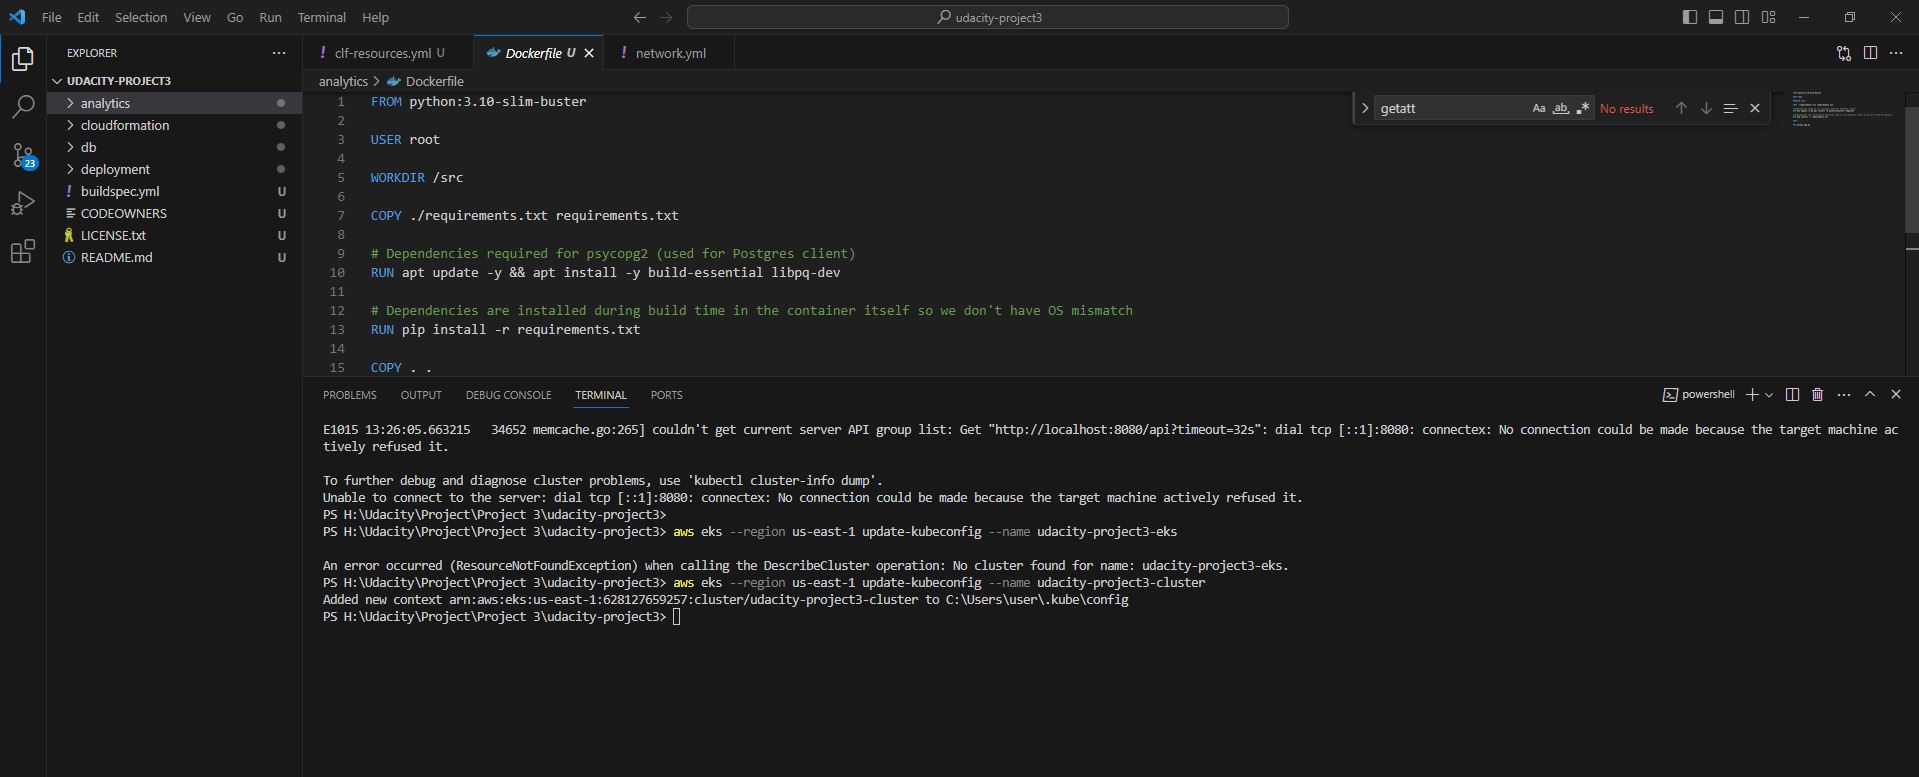 File Edit Selection View Go Run Terminal Help
udacity-project3
EXPLORER
UDACITY-PROJECT3
analytics
cloudformation
db
deployment
buildspec.yml U
CODEOWNERS U
LICENSE.txt U
README.md U
23
clf-resources.yml U
Dockerfile U
network.yml
analytics > Dockerfile
getatt Aa ab .* No results
1 FROM python:3.10-slim-buster
2
3 USER root
4
5 WORKDIR /src
6
7 COPY ./requirements.txt requirements.txt
8
9 # Dependencies required for psycopg2 (used for Postgres client)
10 RUN apt update -y && apt install -y build-essential libpq-dev
11
12 # Dependencies are installed during build time in the container itself so we don't have OS mismatch
13 RUN pip install -r requirements.txt
14
15 COPY . .
PROBLEMS OUTPUT DEBUG CONSOLE TERMINAL PORTS
powershell
E1015 13:26:05.663215   34652 memcache.go:265] couldn't get current server API group list: Get "http://localhost:8080/api?timeout=32s": dial tcp [::1]:8080: connectex: No connection could be made because the target machine ac
tively refused it.
To further debug and diagnose cluster problems, use 'kubectl cluster-info dump'.
Unable to connect to the server: dial tcp [::1]:8080: connectex: No connection could be made because the target machine actively refused it.
PS H:\Udacity\Project\Project 3\udacity-project3>
PS H:\Udacity\Project\Project 3\udacity-project3> aws eks --region us-east-1 update-kubeconfig --name udacity-project3-eks
An error occurred (ResourceNotFoundException) when calling the DescribeCluster operation: No cluster found for name: udacity-project3-eks.
PS H:\Udacity\Project\Project 3\udacity-project3> aws eks --region us-east-1 update-kubeconfig --name udacity-project3-cluster
Added new context arn:aws:eks:us-east-1:628127659257:cluster/udacity-project3-cluster to C:\Users\user\.kube\config
PS H:\Udacity\Project\Project 3\udacity-project3>